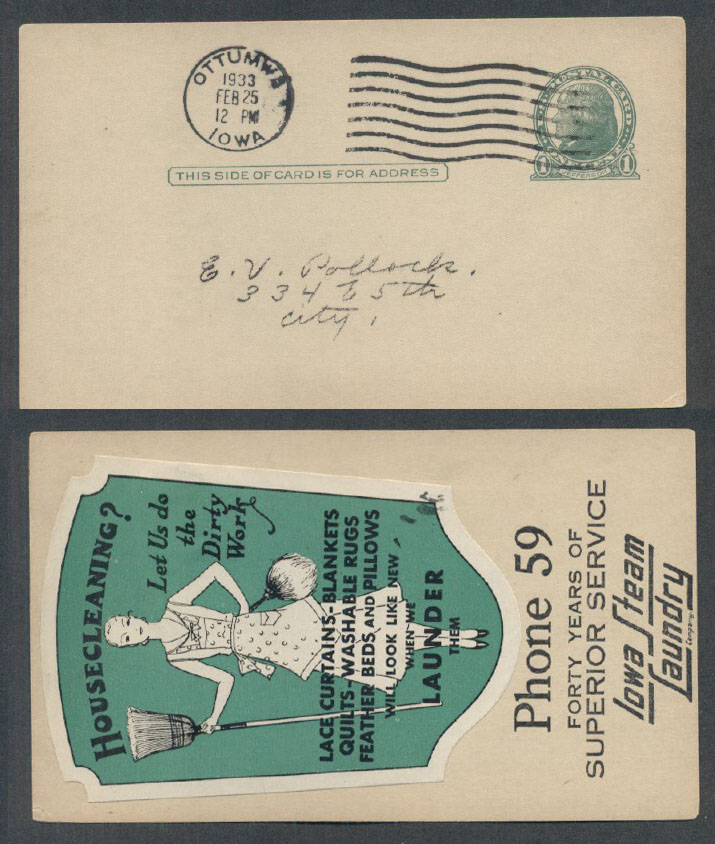 OTTUMWA
1933
FEB 25
12 PM
IOWA
THIS SIDE OF CARD IS FOR ADDRESS
1 JEFFERSON 1
E. V. Pollock.
334 E 5th
City,
HOUSECLEANING?
Let Us do
the
Dirty
Work
LACE CURTAINS-BLANKETS
QUILTS-WASHABLE RUGS
FEATHER BEDS AND PILLOWS
WILL LOOK LIKE NEW
WHEN WE
LAUNDER
THEM
Phone 59
FORTY YEARS OF
SUPERIOR SERVICE
Iowa Steam
Laundry
Company